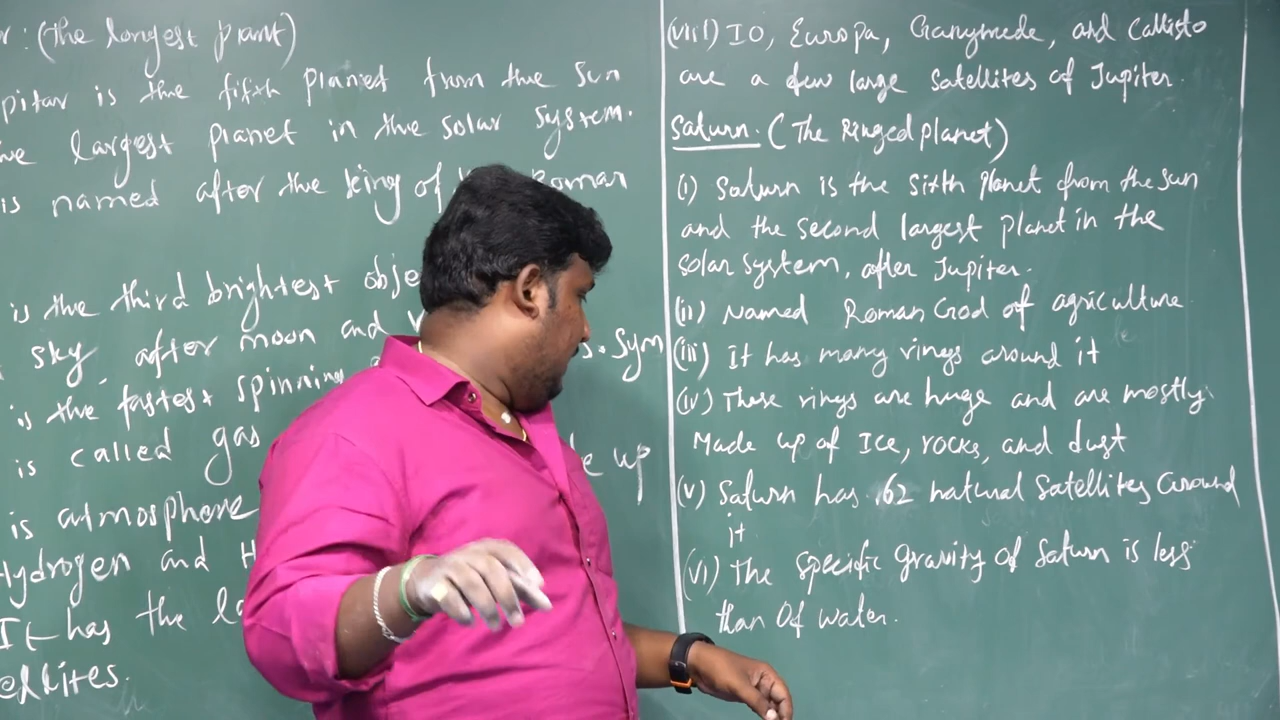 r : (The longest plant)
pitar is the fifth planet from the Sun
ve largest planet in the solar system.
is named after the king of Roman
is the third brightest obje
sky, after moon and V s. sym
is the fastest spinning
is called gas e up
is atmosphere
Hydrogen and H
It has the la
ellites.
(viii) IO, Europa, Ganymede, and Callisto
are a few large satellites of Jupiter.
Saturn. (The Ringed planet)
(i) Saturn is the sixth planet from the sun
and the second largest planet in the
solar system, after Jupiter.
(ii) Named Roman God of agriculture
(iii) It has many rings around it
(iv) These rings are huge and are mostly
Made up of Ice, rocks, and dust
(v) Saturn has 62 natural satellites around
it
(vi) The specific gravity of Saturn is less
than Of water.